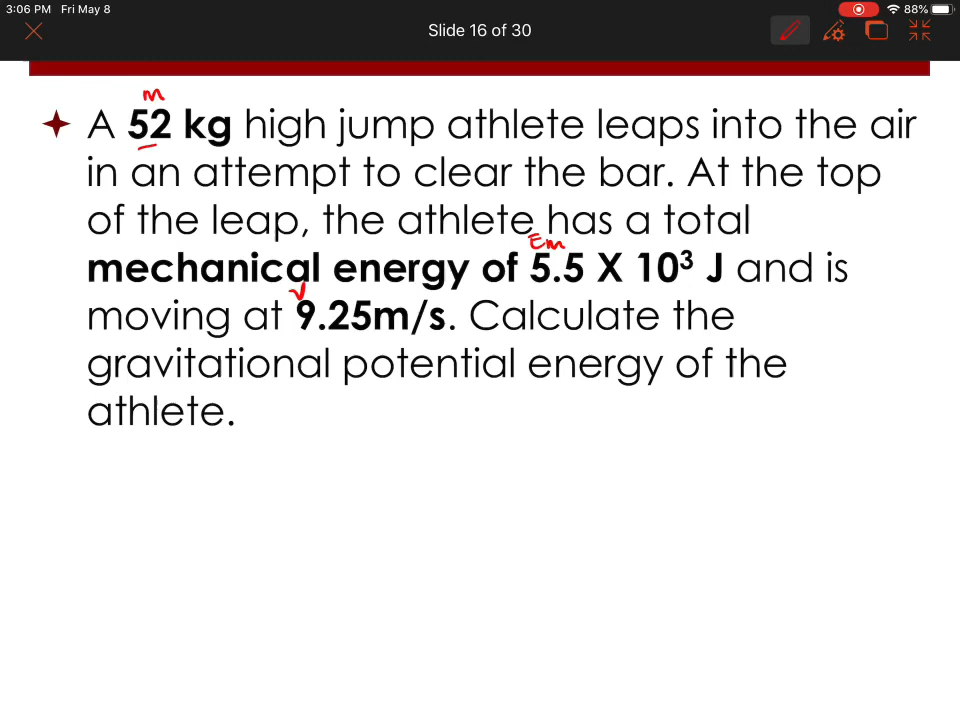 3:06 PM Fri May 8
88%
Slide 16 of 30
m
A 52 kg high jump athlete leaps into the air
in an attempt to clear the bar. At the top
of the leap, the athlete has a total
Em
mechanical energy of 5.5 X 10³ J and is
v
moving at 9.25m/s. Calculate the
gravitational potential energy of the
athlete.